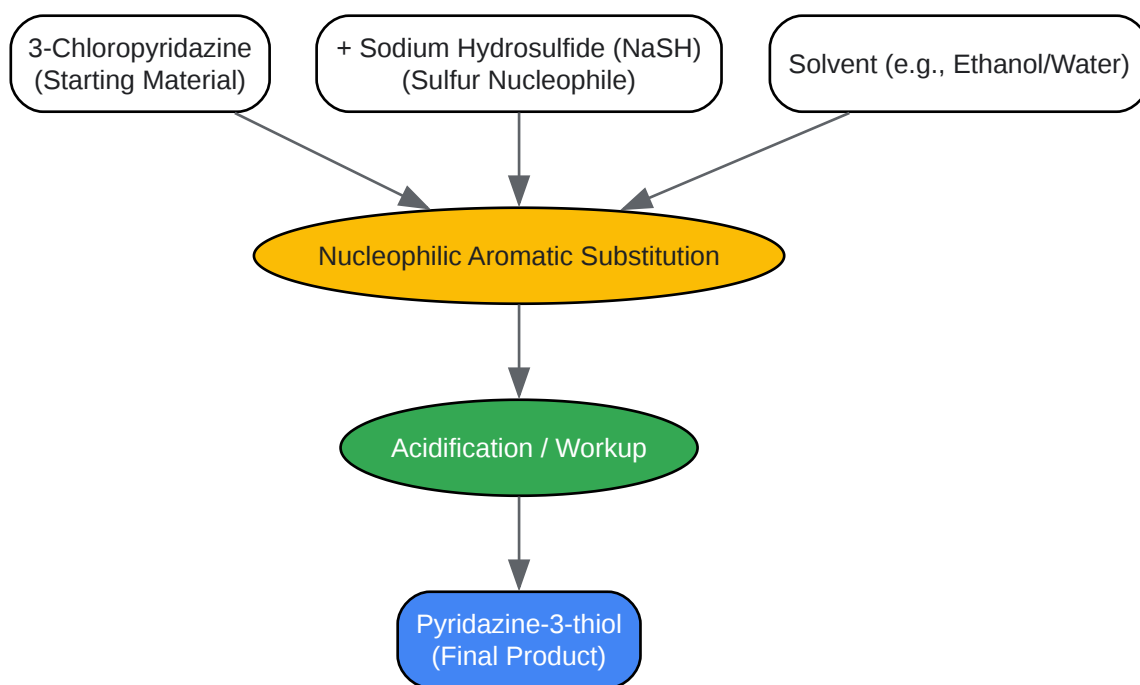 3-Chloropyridazine
(Starting Material)
+ Sodium Hydrosulfide (NaSH)
(Sulfur Nucleophile)
Solvent (e.g., Ethanol/Water)
Nucleophilic Aromatic Substitution
Acidification / Workup
Pyridazine-3-thiol
(Final Product)